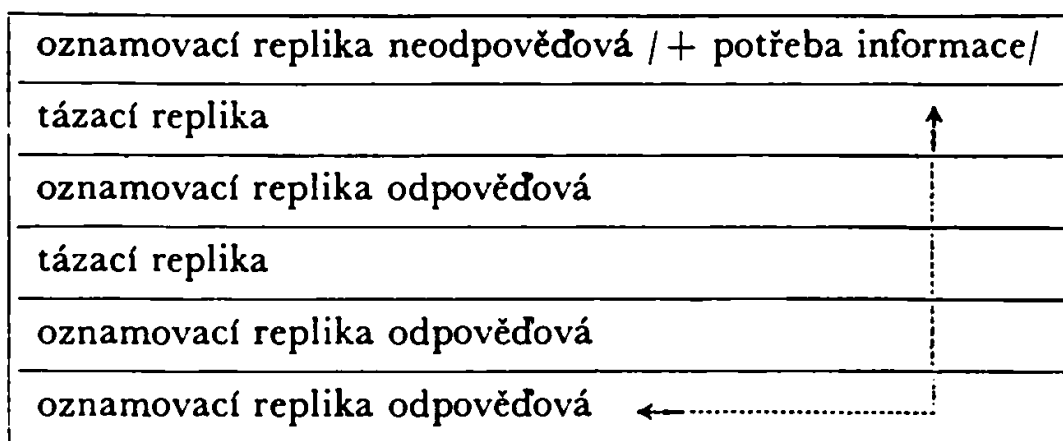 oznamovací replika neodpověďová /+ potřeba informace/
tázací replika
oznamovací replika odpověďová
tázací replika
oznamovací replika odpověďová
oznamovací replika odpověďová